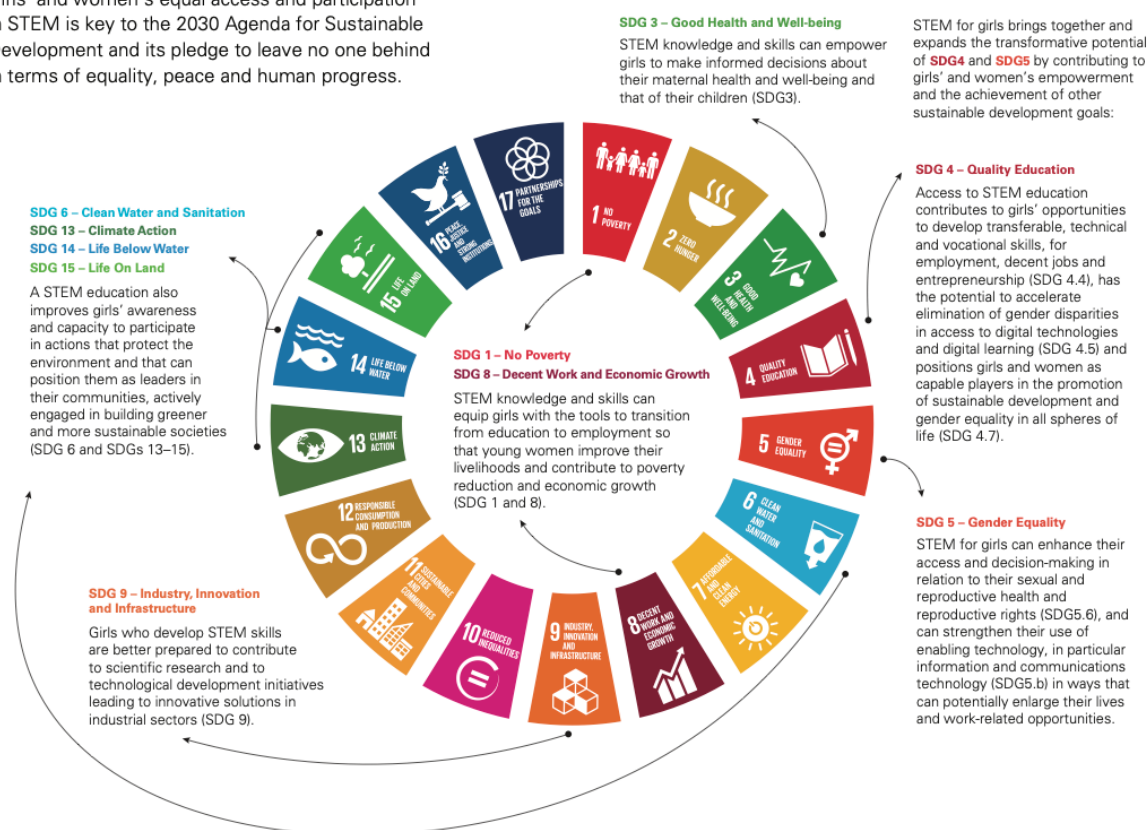 and women's equal access and participation
STEM is key to the 2030 Agenda for Sustainable
evelopment and its pledge to leave no one behind
terms of equality, peace and human progress.
SDG 3 – Good Health and Well-being
STEM knowledge and skills can empower
girls to make informed decisions about
their maternal health and well-being and
that of their children (SDG3).
STEM for girls brings together and
expands the transformative potential
of SDG4 and SDG5 by contributing to
girls' and women's empowerment
and the achievement of other
sustainable development goals:
SDG 4 – Quality Education
Access to STEM education
contributes to girls' opportunities
to develop transferable, technical
and vocational skills, for
employment, decent jobs and
entrepreneurship (SDG 4.4), has
the potential to accelerate
elimination of gender disparities
in access to digital technologies
and digital learning (SDG 4.5) and
positions girls and women as
capable players in the promotion
of sustainable development and
gender equality in all spheres of
life (SDG 4.7).
SDG 5 – Gender Equality
STEM for girls can enhance their
access and decision-making in
relation to their sexual and
reproductive health and
reproductive rights (SDG5.6), and
can strengthen their use of
enabling technology, in particular
information and communications
technology (SDG5.b) in ways that
can potentially enlarge their lives
and work-related opportunities.
SDG 6 – Clean Water and Sanitation
SDG 13 – Climate Action
SDG 14 – Life Below Water
SDG 15 – Life On Land
A STEM education also
improves girls' awareness
and capacity to participate
in actions that protect the
environment and that can
position them as leaders in
their communities, actively
engaged in building greener
and more sustainable societies
(SDG 6 and SDGs 13–15).
SDG 9 – Industry, Innovation
and Infrastructure
Girls who develop STEM skills
are better prepared to contribute
to scientific research and to
technological development initiatives
leading to innovative solutions in
industrial sectors (SDG 9).
SDG 1 – No Poverty
SDG 8 – Decent Work and Economic Growth
STEM knowledge and skills can
equip girls with the tools to transition
from education to employment so
that young women improve their
livelihoods and contribute to poverty
reduction and economic growth
(SDG 1 and 8).
1 NO
POVERTY
2 ZERO
HUNGER
3 GOOD
HEALTH
AND
WELL-BEING
4 QUALITY
EDUCATION
5 GENDER
EQUALITY
6 CLEAN
WATER
AND
SANITATION
7 AFFORDABLE
AND
CLEAN
ENERGY
8 DECENT
WORK AND
ECONOMIC
GROWTH
9 INDUSTRY,
INNOVATION
AND
INFRASTRUCTURE
10 REDUCED
INEQUALITIES
11 SUSTAINABLE
CITIES
AND
COMMUNITIES
12 RESPONSIBLE
CONSUMPTION
AND PRODUCTION
13 CLIMATE
ACTION
14 LIFE BELOW
WATER
15 LIFE
ON LAND
16 PEACE
JUSTICE
AND
STRONG
INSTITUTIONS
17 PARTNERSHIPS
FOR THE
GOALS